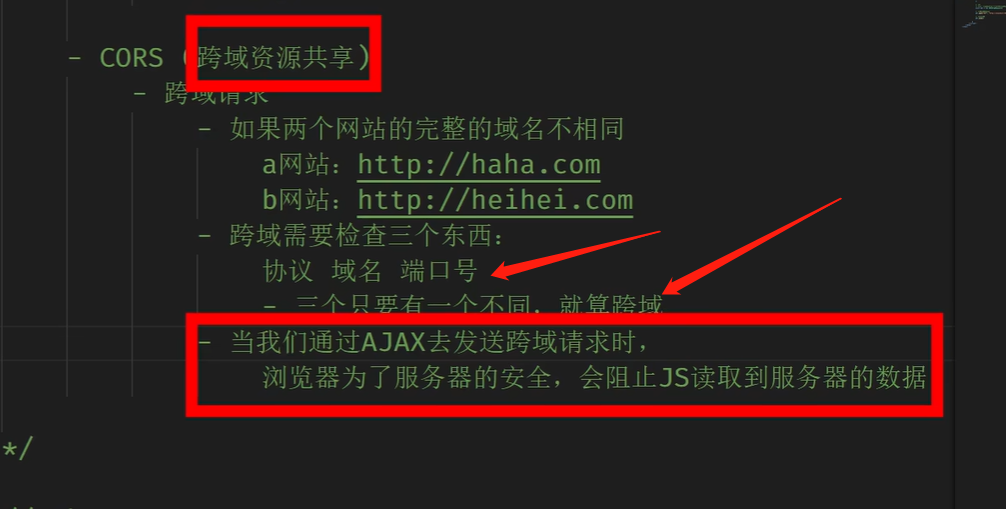 - CORS (跨域资源共享)
- 跨域请求
- 如果两个网站的完整的域名不相同
a网站：http://haha.com
b网站：http://heihei.com
- 跨域需要检查三个东西：
协议 域名 端口号
- 三个只要有一个不同，就算跨域
- 当我们通过AJAX去发送跨域请求时，
浏览器为了服务器的安全，会阻止JS读取到服务器的数据
*/